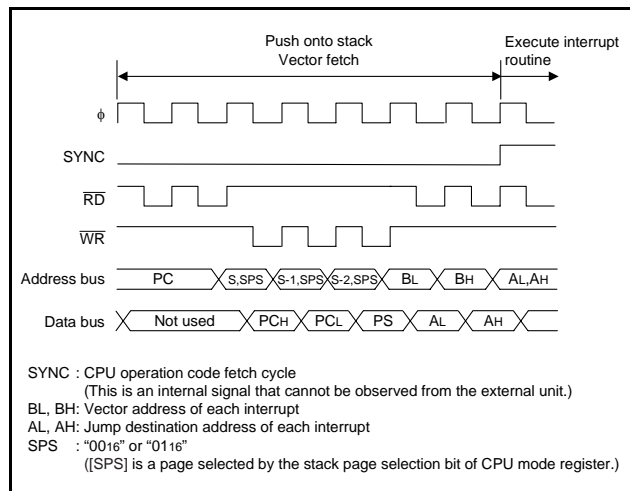 Push onto stack
Vector fetch
Execute interrupt
routine
ϕ
SYNC
RD
WR
Address bus
PC
S,SPS
S-1,SPS
S-2,SPS
BL
BH
AL,AH
Data bus
Not used
PCH
PCL
PS
AL
AH
SYNC : CPU operation code fetch cycle
(This is an internal signal that cannot be observed from the external unit.)
BL, BH: Vector address of each interrupt
AL, AH: Jump destination address of each interrupt
SPS : “0016” or “0116”
([SPS] is a page selected by the stack page selection bit of CPU mode register.)